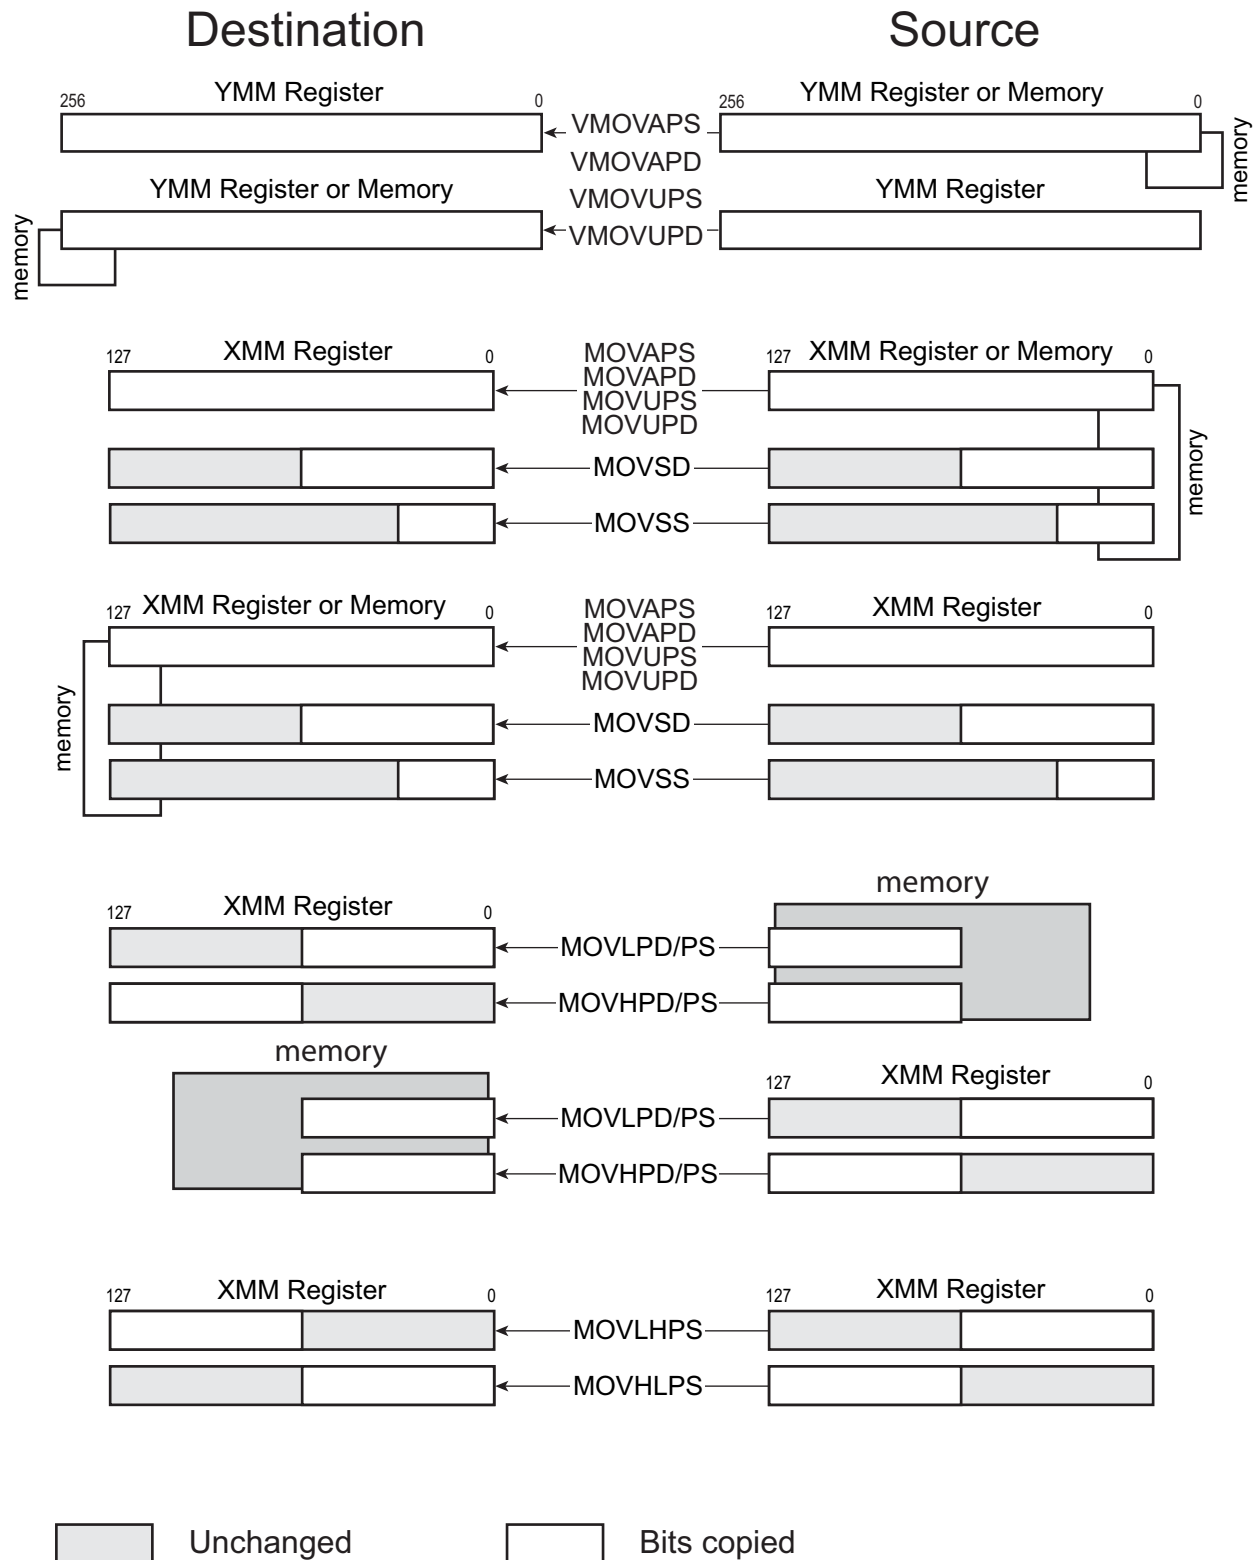 Destination Source
YMM Register YMM Register or Memory
256 0 256 0
VMOVAPS
memory
VMOVAPD
YMM Register or Memory VMOVUPS YMM Register
memory
VMOVUPD
127 XMM Register 0 MOVAPS 127 XMM Register or Memory 0
MOVAPD
MOVUPS
MOVUPD
memory
MOVSD
MOVSS
127 XMM Register or Memory 0 MOVAPS 127 XMM Register 0
MOVAPD
MOVUPS
MOVUPD
memory
MOVSD
MOVSS
memory
127 XMM Register 0
MOVLPD/PS
MOVHPD/PS
memory
127 XMM Register 0
MOVLPD/PS
MOVHPD/PS
127 XMM Register 0 127 XMM Register 0
MOVLHPS
MOVHLPS
Unchanged Bits copied